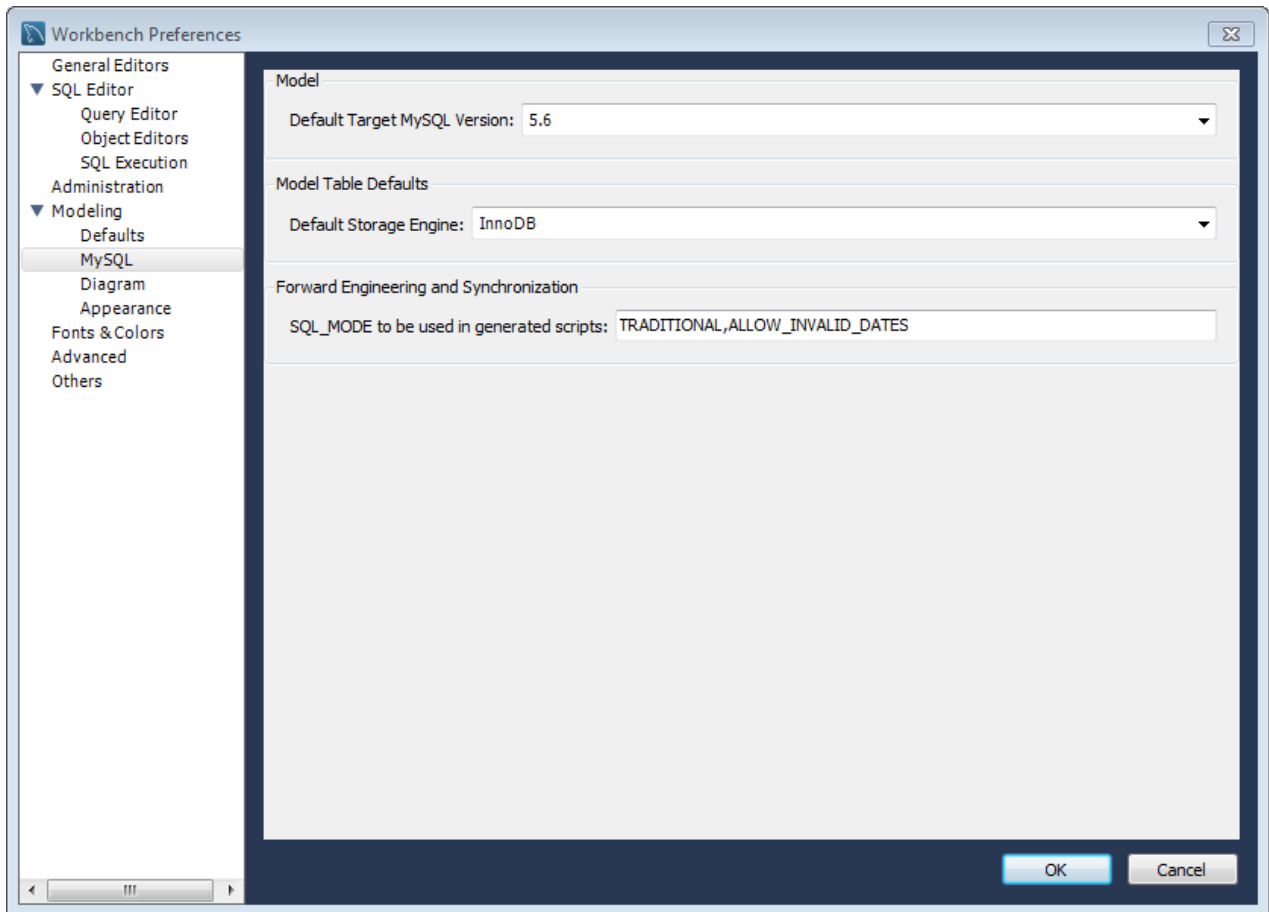 Workbench Preferences
General Editors
SQL Editor
Query Editor
Object Editors
SQL Execution
Administration
Modeling
Defaults
MySQL
Diagram
Appearance
Fonts & Colors
Advanced
Others
Model
Default Target MySQL Version: 5.6
Model Table Defaults
Default Storage Engine: InnoDB
Forward Engineering and Synchronization
SQL_MODE to be used in generated scripts: TRADITIONAL,ALLOW_INVALID_DATES
OK Cancel